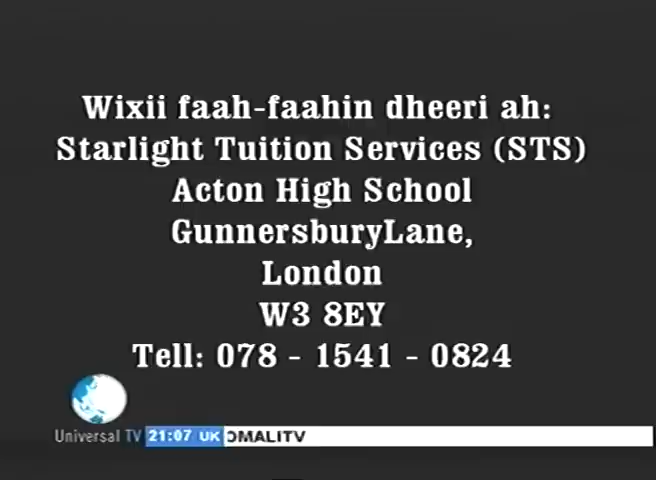 Wixii faah-faahin dheeri ah:
Starlight Tuition Services (STS)
Acton High School
GunnersburyLane,
London
W3 8EY
Tell: 078 - 1541 - 0824
Universal TV 21:07 UK OMALITV